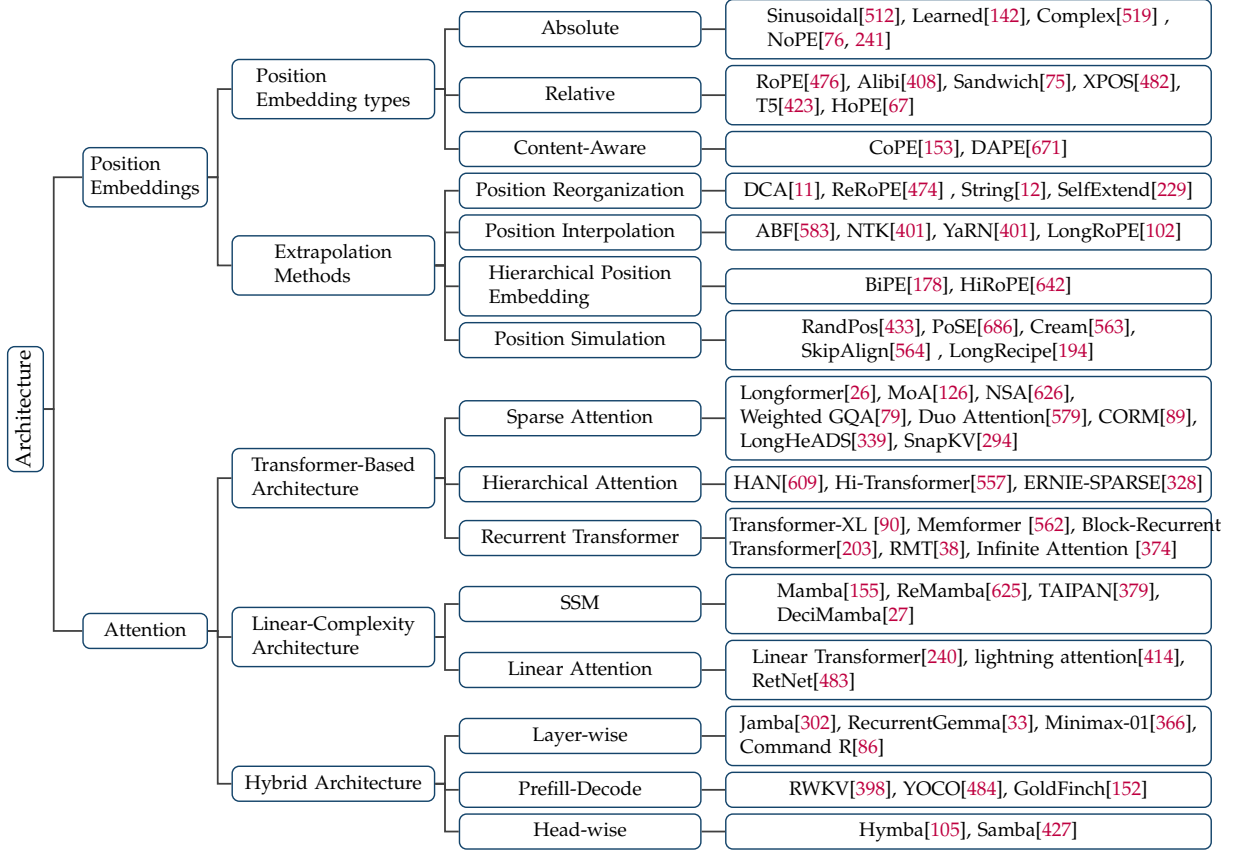 Architecture
Position
Embeddings
Position
Embedding types
Absolute
Sinusoidal[512], Learned[142], Complex[519] ,
NoPE[76, 241]
Relative
RoPE[476], Alibi[408], Sandwich[75], XPOS[482],
T5[423], HoPE[67]
Content-Aware
CoPE[153], DAPE[671]
Extrapolation
Methods
Position Reorganization
DCA[11], ReRoPE[474] , String[12], SelfExtend[229]
Position Interpolation
ABF[583], NTK[401], YaRN[401], LongRoPE[102]
Hierarchical Position
Embedding
BiPE[178], HiRoPE[642]
Position Simulation
RandPos[433], PoSE[686], Cream[563],
SkipAlign[564] , LongRecipe[194]
Attention
Transformer-Based
Architecture
Sparse Attention
Longformer[26], MoA[126], NSA[626],
Weighted GQA[79], Duo Attention[579], CORM[89],
LongHeADS[339], SnapKV[294]
Hierarchical Attention
HAN[609], Hi-Transformer[557], ERNIE-SPARSE[328]
Recurrent Transformer
Transformer-XL [90], Memformer [562], Block-Recurrent
Transformer[203], RMT[38], Infinite Attention [374]
Linear-Complexity
Architecture
SSM
Mamba[155], ReMamba[625], TAIPAN[379],
DeciMamba[27]
Linear Attention
Linear Transformer[240], lightning attention[414],
RetNet[483]
Hybrid Architecture
Layer-wise
Jamba[302], RecurrentGemma[33], Minimax-01[366],
Command R[86]
Prefill-Decode
RWKV[398], YOCO[484], GoldFinch[152]
Head-wise
Hymba[105], Samba[427]